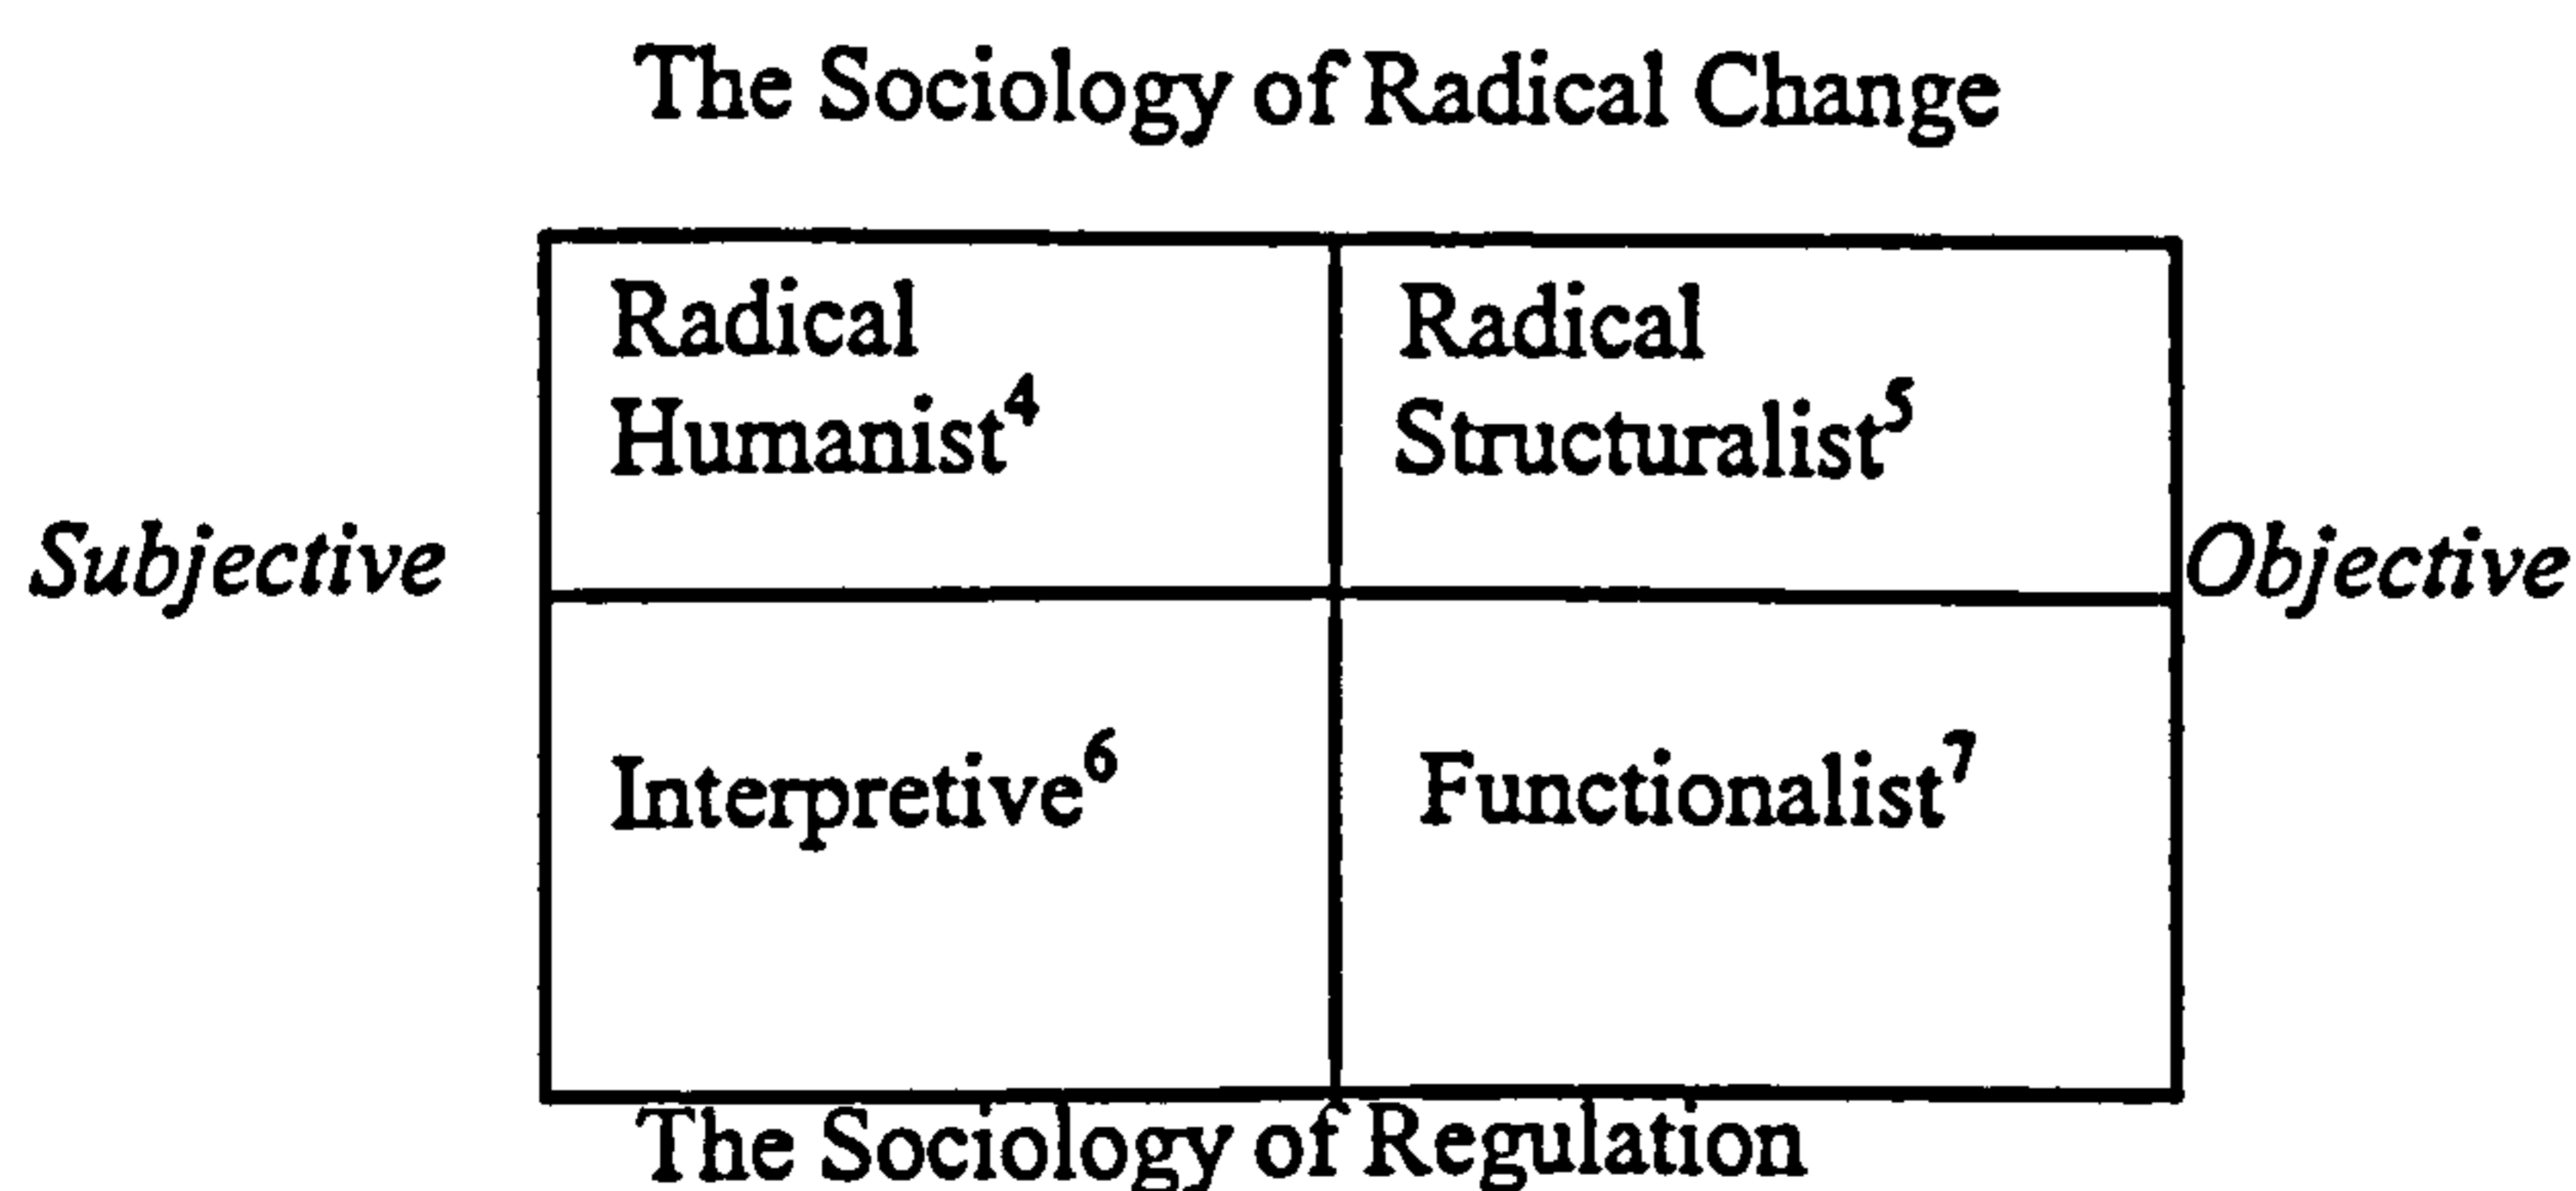 The Sociology of Radical Change
Radical
Humanist⁴
Radical
Structuralist⁵
Subjective
Objective
Interpretive⁶
Functionalist⁷
The Sociology of Regulation